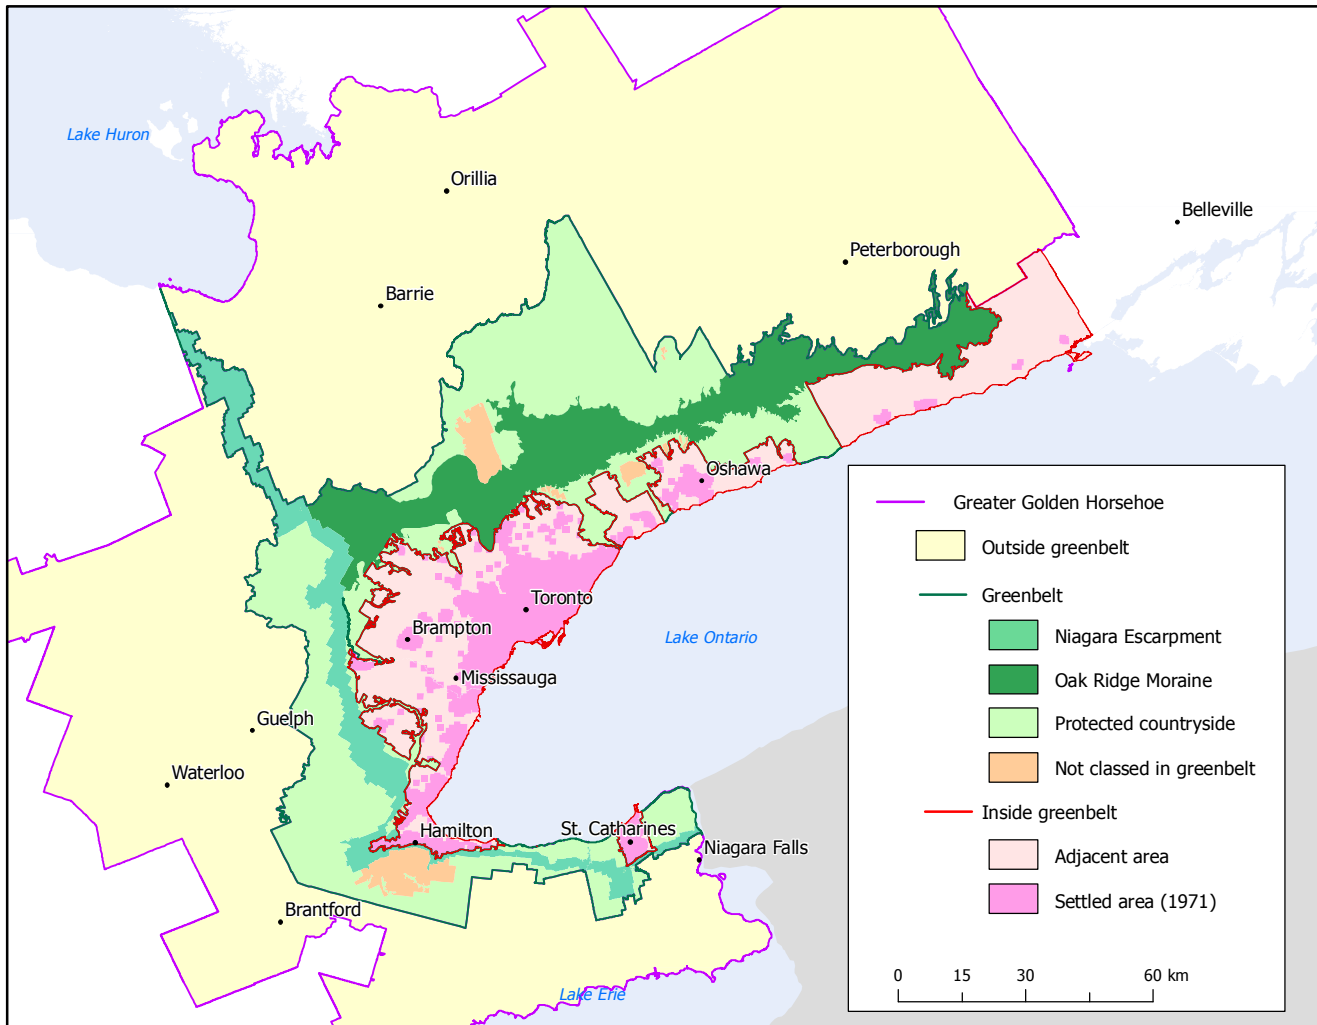 Lake Huron
Orillia
Belleville
Peterborough
Barrie
Oshawa
Toronto
Brampton
Lake Ontario
Mississauga
Guelph
Waterloo
Hamilton
St. Catharines
Niagara Falls
Brantford
Lake Erie
Greater Golden Horsehoe
Outside greenbelt
Greenbelt
Niagara Escarpment
Oak Ridge Moraine
Protected countryside
Not classed in greenbelt
Inside greenbelt
Adjacent area
Settled area (1971)
0 15 30 60 km